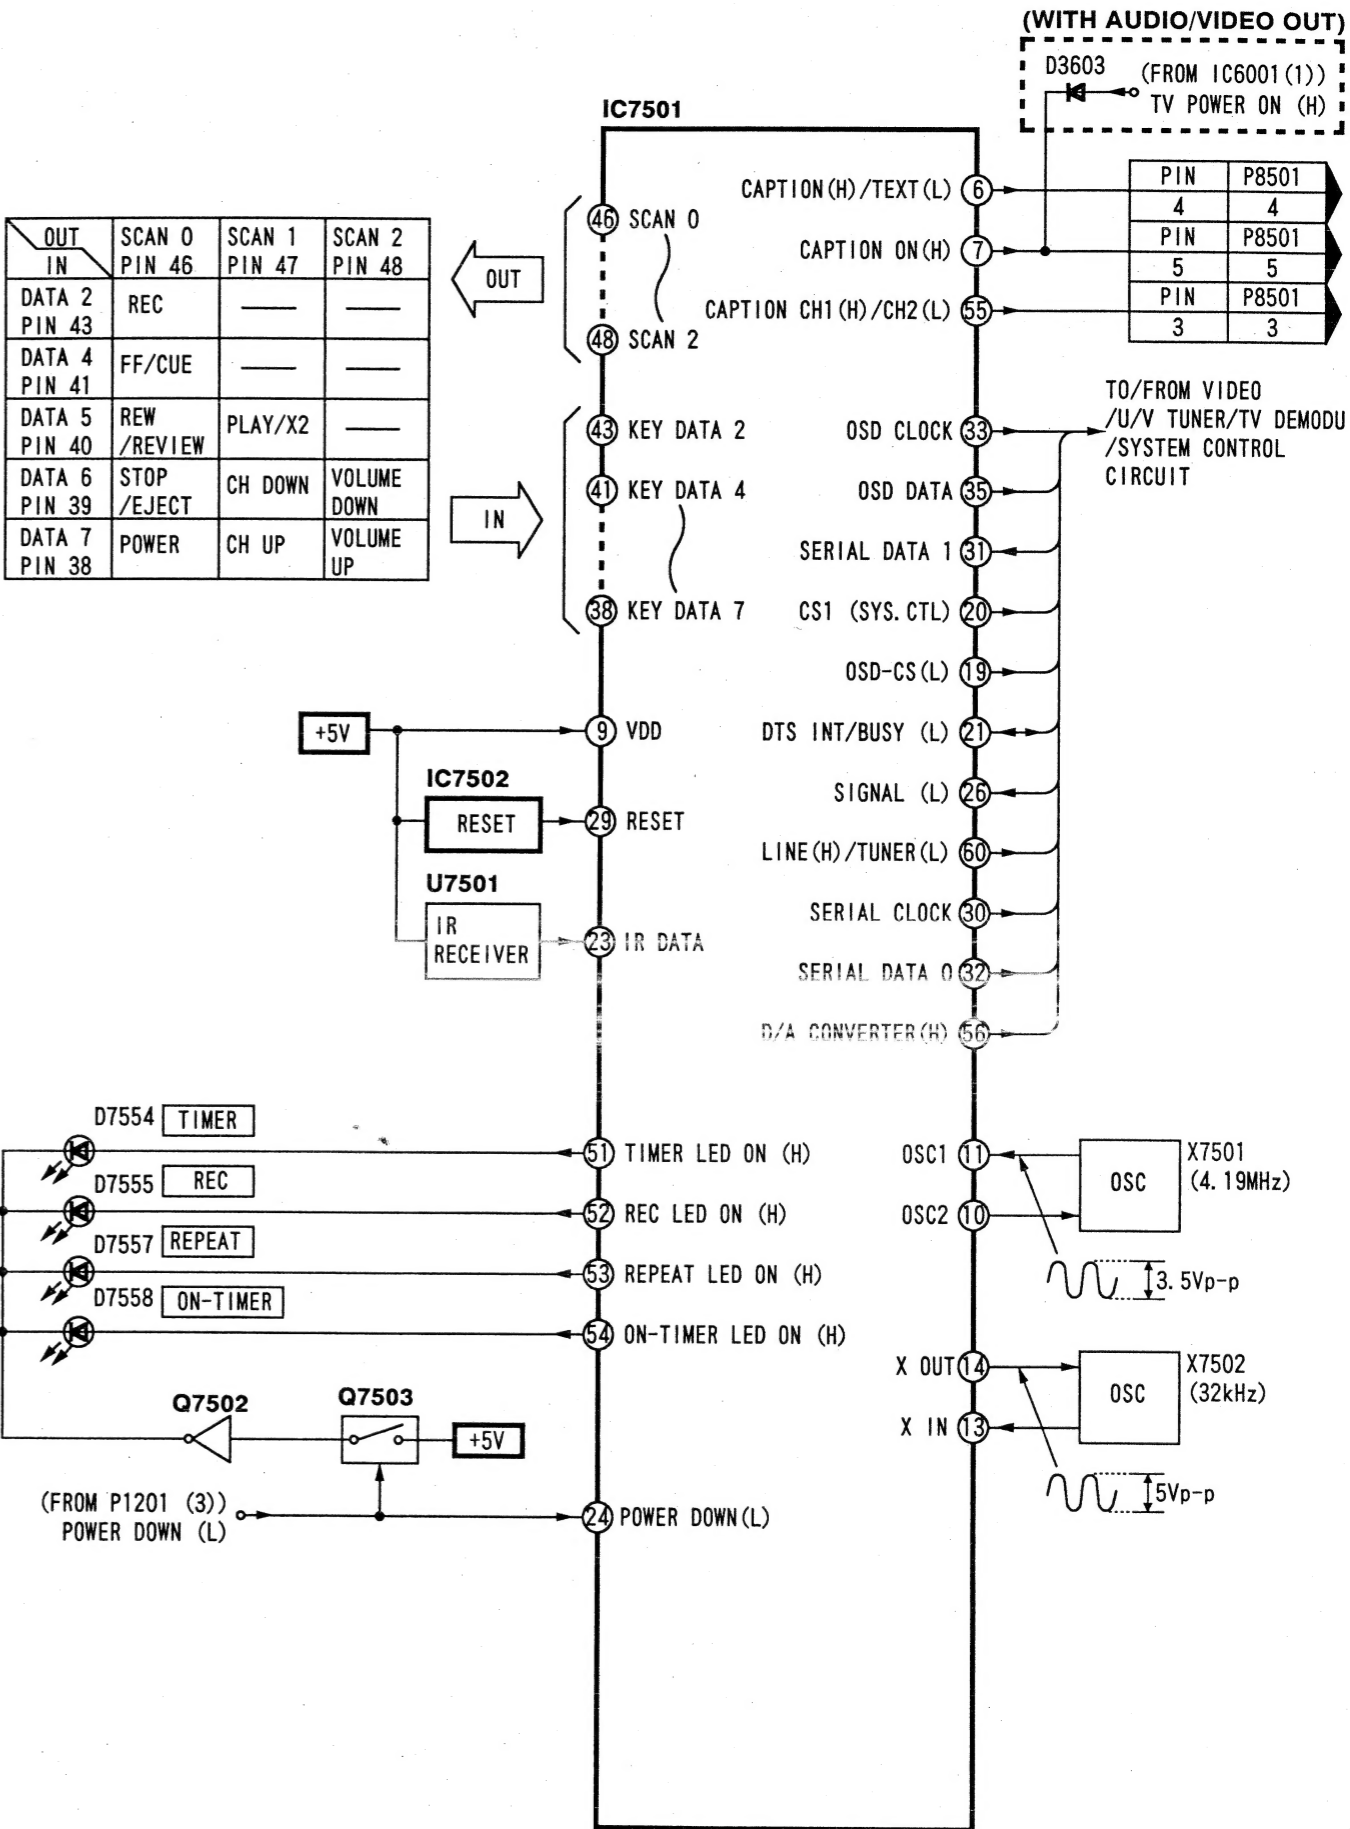 (WITH AUDIO/VIDEO OUT)
D3603
(FROM IC6001(1))
TV POWER ON (H)
IC7501
CAPTION(H)/TEXT(L) 6
PIN P8501
4 4
CAPTION ON(H) 7
PIN P8501
5 5
CAPTION CH1(H)/CH2(L) 55
PIN P8501
3 3
46 SCAN 0
48 SCAN 2
OUT
OUT SCAN 0 SCAN 1 SCAN 2
IN PIN 46 PIN 47 PIN 48
DATA 2 REC
PIN 43
DATA 4 FF/CUE
PIN 41
DATA 5 REW PLAY/X2
PIN 40 /REVIEW
DATA 6 STOP CH DOWN VOLUME
PIN 39 /EJECT DOWN
DATA 7 POWER CH UP VOLUME
PIN 38 UP
IN
43 KEY DATA 2
41 KEY DATA 4
38 KEY DATA 7
OSD CLOCK 33
OSD DATA 35
SERIAL DATA 1 31
CS1 (SYS.CTL) 20
OSD-CS(L) 19
DTS INT/BUSY (L) 21
SIGNAL (L) 26
LINE(H)/TUNER(L) 60
SERIAL CLOCK 30
SERIAL DATA 0 32
D/A CONVERTER(H) 56
TO/FROM VIDEO
/U/V TUNER/TV DEMODU
/SYSTEM CONTROL
CIRCUIT
+5V
9 VDD
IC7502
RESET
29 RESET
U7501
IR
RECEIVER
23 IR DATA
D7554 TIMER
51 TIMER LED ON (H)
D7555 REC
52 REC LED ON (H)
D7557 REPEAT
53 REPEAT LED ON (H)
D7558 ON-TIMER
54 ON-TIMER LED ON (H)
OSC1 11
OSC2 10
OSC
X7501
(4.19MHz)
3.5Vp-p
X OUT 14
X IN 13
OSC
X7502
(32kHz)
5Vp-p
Q7502
Q7503
+5V
(FROM P1201 (3))
POWER DOWN (L)
24 POWER DOWN(L)